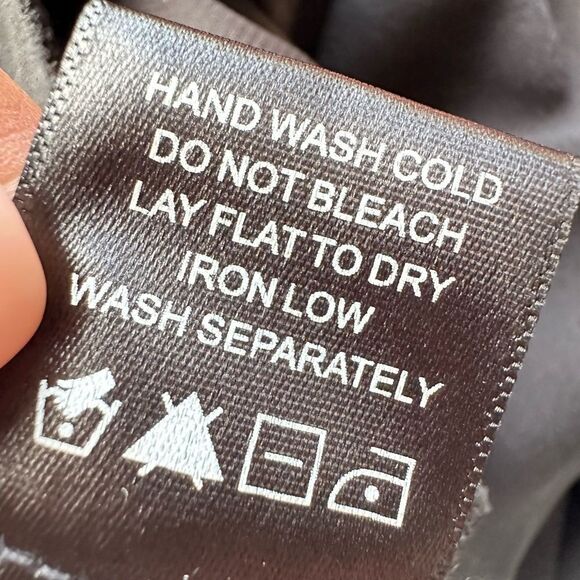 HAND WASH COLD
DO NOT BLEACH
LAY FLAT TO DRY
IRON LOW
WASH SEPARATELY